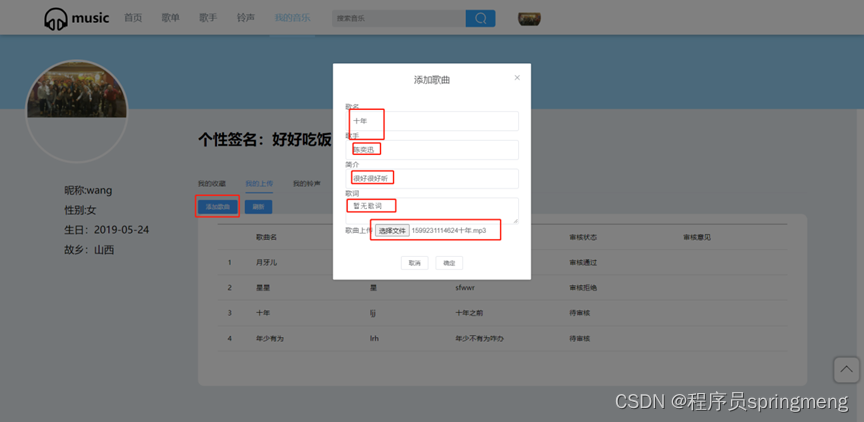 music 首页 歌单 歌手 铃声 我的音乐 搜索音乐
添加歌曲 ×
歌名
十年
歌手
陈奕迅
简介
很好很好听
歌词
暂无歌词
歌曲上传 选择文件 1599231114624十年.mp3
取消 确定
个性签名：好好吃饭
昵称:wang
性别:女
生日：2019-05-24
故乡：山西
我的收藏 我的上传 我的铃声
添加歌曲 刷新
歌曲名 审核状态 审核意见
1 月牙儿 审核通过
2 星星 星 sfwwr 审核拒绝
3 十年 ljj 十年之前 待审核
4 年少有为 lrh 年少不有为咋办 待审核
CSDN @程序员springmeng